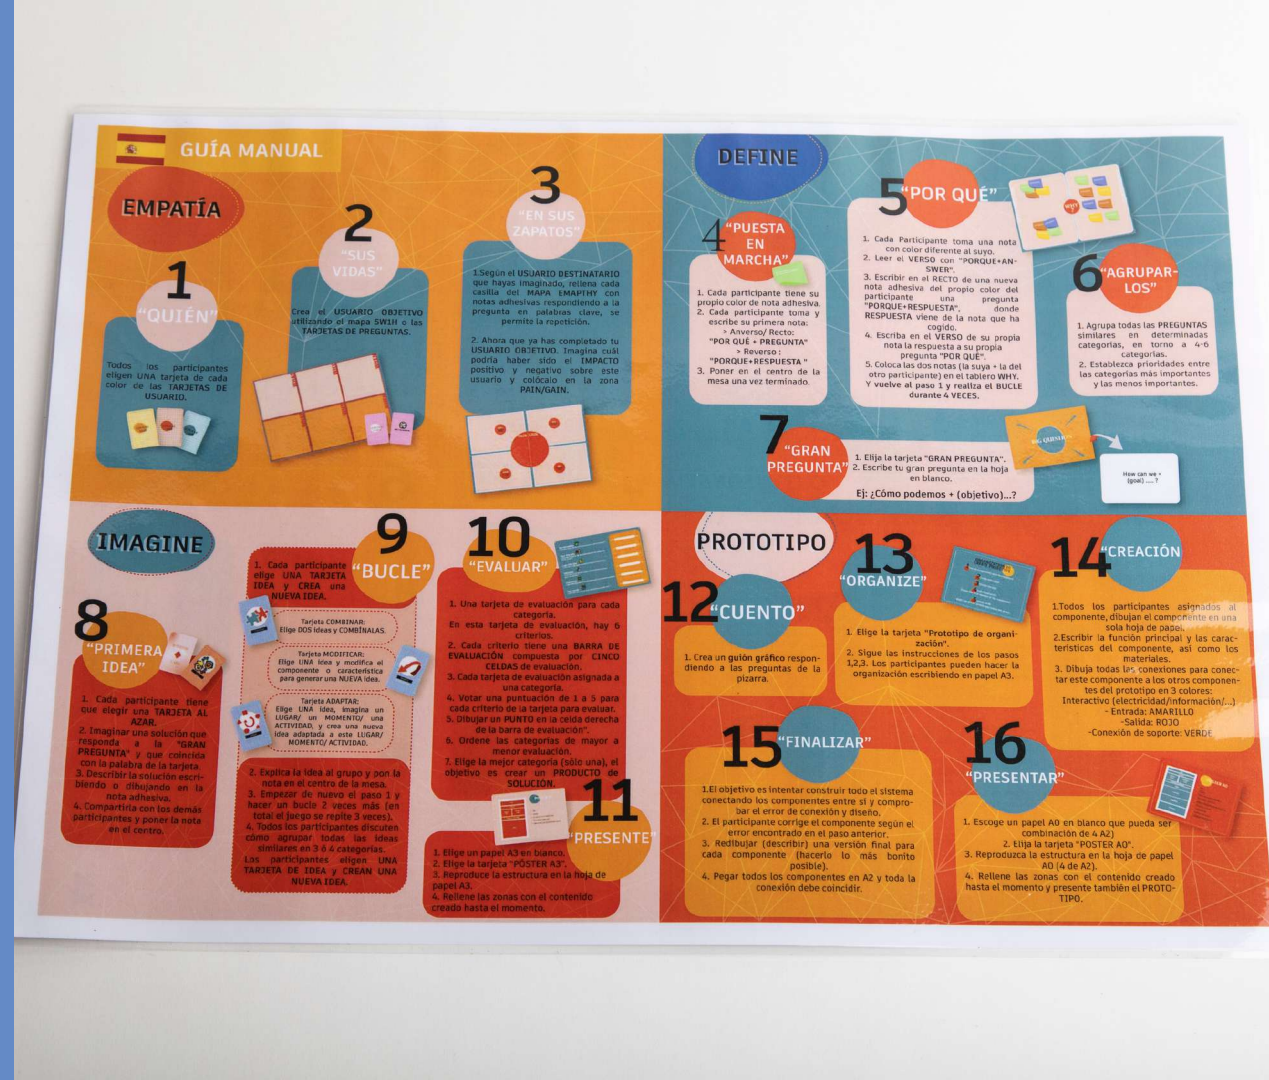 GUÍA MANUAL
EMPATÍA
1
"QUIÉN"
Todos los participantes
eligen UNA tarjeta de cada
color de las TARJETAS DE
USUARIO.
2
"SUS
VIDAS"
Crea el USUARIO OBJETIVO
utilizando el mapa 5W1H o las
TARJETAS DE PREGUNTAS.
3
"EN SUS
ZAPATOS"
1.Según el USUARIO DESTINATARIO
que hayas imaginado, rellena cada
casilla del MAPA EMAPTHY con
notas adhesivas respondiendo a la
pregunta en palabras clave, se
permite la repetición.
2. Ahora que ya has completado tu
USUARIO OBJETIVO. Imagina cuál
podría haber sido el IMPACTO
positivo y negativo sobre este
usuario y colócalo en la zona
PAIN/GAIN.
DEFINE
4
"PUESTA
EN
MARCHA"
1. Cada participante tiene su
propio color de nota adhesiva.
2. Cada participante toma y
escribe su primera nota:
> Anverso/ Recto:
"POR QUÉ + PREGUNTA"
> Reverso :
"PORQUE+RESPUESTA "
3. Poner en el centro de la
mesa una vez terminado.
5
"POR QUÉ"
1. Cada Participante toma una nota
con color diferente al suyo.
2. Leer el VERSO con "PORQUE+AN-
SWER".
3. Escribir en el RECTO de una nueva
nota adhesiva del propio color del
participante una pregunta
"PORQUE+RESPUESTA", donde
RESPUESTA viene de la nota que ha
cogido.
4. Escriba en el VERSO de su propia
nota la respuesta a su propia
pregunta "POR QUÉ".
5. Coloca las dos notas (la suya + la del
otro participante) en el tablero WHY.
Y vuelve al paso 1 y realiza el BUCLE
durante 4 VECES.
WHY
?
6
"AGRUPAR-
LOS"
1. Agrupa todas las PREGUNTAS
similares en determinadas
categorías, en torno a 4-6
categorías.
2. Establezca prioridades entre
las categorías más importantes
y las menos importantes.
7
"GRAN
PREGUNTA"
1. Elija la tarjeta "GRAN PREGUNTA".
2. Escribe tu gran pregunta en la hoja
en blanco.
Ej: ¿Cómo podemos + (objetivo)...?
BIG QUESTION
How can we +
(goal) .... ?
IMAGINE
8
"PRIMERA
IDEA"
1. Cada participante tiene
que elegir una TARJETA AL
AZAR.
2. Imaginar una solución que
responda a la "GRAN
PREGUNTA" y que coincida
con la palabra de la tarjeta.
3. Describir la solución escri-
biendo o dibujando en la
nota adhesiva.
4. Compartirla con los demás
participantes y poner la nota
en el centro.
9
"BUCLE"
1. Cada participante
elige UNA TARJETA
IDEA y CREA una
NUEVA IDEA.
Tarjeta COMBINAR:
Elige DOS ideas y COMBÍNALAS.
Tarjeta MODIFICAR:
Elige UNA idea y modifica el
componente o característica
para generar una NUEVA idea.
Tarjeta ADAPTAR:
Elige UNA idea, imagina un
LUGAR/ un MOMENTO/ una
ACTIVIDAD, y crea una nueva
idea adaptada a este LUGAR/
MOMENTO/ ACTIVIDAD.
2. Explica la idea al grupo y pon la
nota en el centro de la mesa.
3. Empezar de nuevo el paso 1 y
hacer un bucle 2 veces más (en
total el juego se repite 3 veces).
4. Todos los participantes discuten
cómo agrupar todas las ideas
similares en 3 ó 4 categorías.
Los participantes eligen UNA
TARJETA DE IDEA y CREAN UNA
NUEVA IDEA.
10
"EVALUAR"
1. Una tarjeta de evaluación para cada
categoría.
En esta tarjeta de evaluación, hay 6
criterios.
2. Cada criterio tiene una BARRA DE
EVALUACIÓN compuesta por CINCO
CELDAS de evaluación.
3. Cada tarjeta de evaluación asignada a
una categoría.
4. Votar una puntuación de 1 a 5 para
cada criterio de la tarjeta para evaluar.
5. Dibujar un PUNTO en la celda derecha
de la barra de evaluación".
6. Ordene las categorías de mayor a
menor evaluación.
7. Elige la mejor categoría (sólo una), el
objetivo es crear un PRODUCTO DE
SOLUCIÓN.
11
"PRESENTE"
1. Elige un papel A3 en blanco.
2. Elige la tarjeta "PÓSTER A3".
3. Reproduce la estructura en la hoja de
papel A3.
4. Rellene las zonas con el contenido
creado hasta el momento.
PROTOTIPO
12
"CUENTO"
1. Crea un guión gráfico respon-
diendo a las preguntas de la
pizarra.
13
"ORGANIZE"
1. Elige la tarjeta "Prototipo de organi-
zación".
2. Sigue las instrucciones de los pasos
1,2,3. Los participantes pueden hacer la
organización escribiendo en papel A3.
14
"CREACIÓN
1.Todos los participantes asignados al
componente, dibujan el componente en una
sola hoja de papel.
2.Escribir la función principal y las carac-
terísticas del componente, así como los
materiales.
3. Dibuja todas las conexiones para conec-
tar este componente a los otros componen-
tes del prototipo en 3 colores:
Interactivo (electricidad/información/...)
- Entrada: AMARILLO
-Salida: ROJO
-Conexión de soporte: VERDE
15
"FINALIZAR"
1.El objetivo es intentar construir todo el sistema
conectando los componentes entre sí y compro-
bar el error de conexión y diseño.
2. El participante corrige el componente según el
error encontrado en el paso anterior.
3. Redibujar (describir) una versión final para
cada componente (hacerlo lo más bonito
posible).
4. Pegar todos los componentes en A2 y toda la
conexión debe coincidir.
16
"PRESENTAR"
1. Escoge un papel A0 en blanco que pueda ser
combinación de 4 A2)
2. Elija la tarjeta "POSTER A0".
3. Reproduzca la estructura en la hoja de papel
A0 (4 de A2).
4. Rellene las zonas con el contenido creado
hasta el momento y presente también el PROTO-
TIPO.